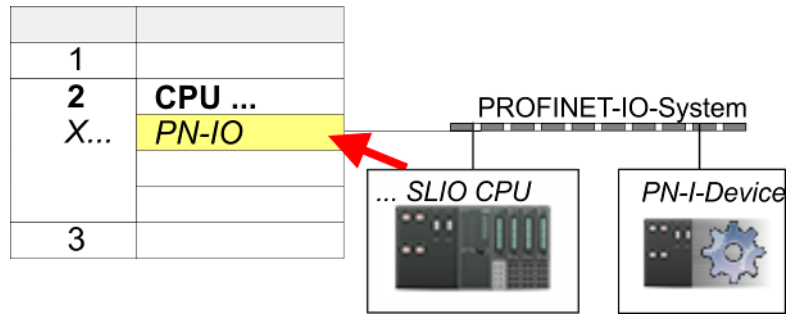 1
2 CPU ...
X... PN-IO
3
PROFINET-IO-System
... SLIO CPU
PN-I-Device